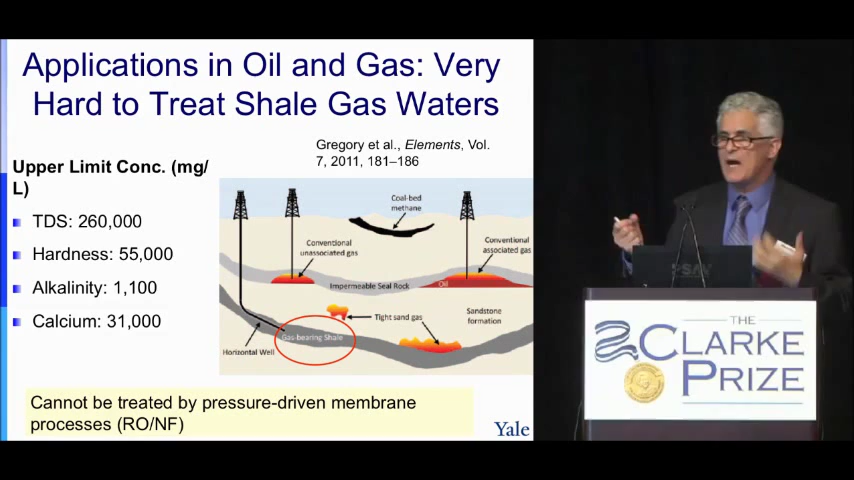 Applications in Oil and Gas: Very
Hard to Treat Shale Gas Waters
Gregory et al., Elements, Vol.
7, 2011, 181–186
Upper Limit Conc. (mg/
L)
TDS: 260,000
Hardness: 55,000
Alkalinity: 1,100
Calcium: 31,000
Coal-bed
methane
Conventional
unassociated gas
Conventional
associated gas
Impermeable Seal Rock
Oil
Tight sand gas
Sandstone
formation
Gas-bearing Shale
Horizontal Well
Cannot be treated by pressure-driven membrane
processes (RO/NF)
Yale
THE
CLARKE
PRIZE